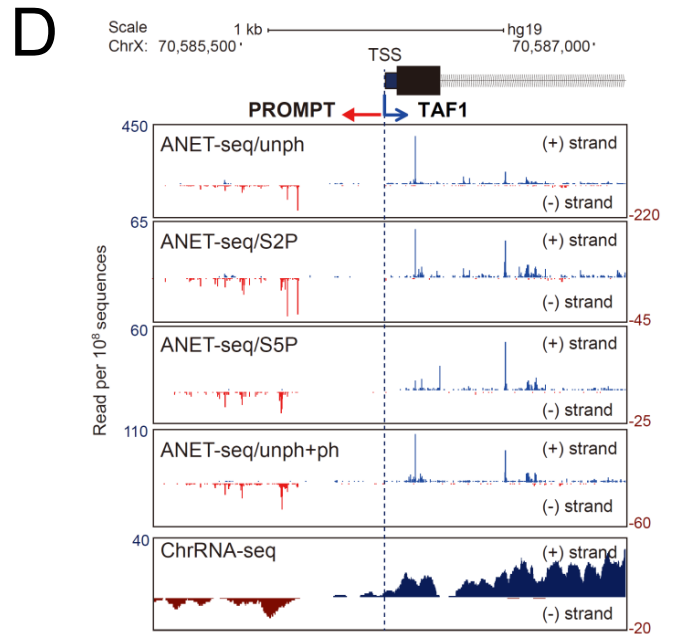 D
Scale 1 kb hg19
ChrX: 70,585,500 70,587,000
TSS
PROMPT TAF1
450
ANET-seq/unph (+) strand
(-) strand
-220
65
ANET-seq/S2P (+) strand
(-) strand
-45
60
ANET-seq/S5P (+) strand
(-) strand
-25
110
ANET-seq/unph+ph (+) strand
(-) strand
-60
40
ChrRNA-seq (+) strand
(-) strand
-20
Read per 10⁸ sequences